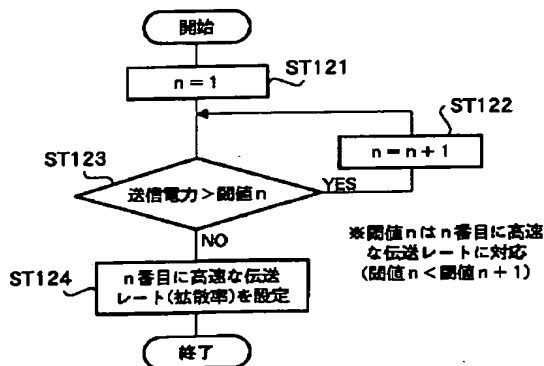 開始
ST121
n=1
ST122
n=n+1
ST123
送信電力>閾値n
YES
NO
※閾値nはn番目に高速
な伝送レートに対応
(閾値n<閾値n+1)
ST124
n番目に高速な伝送
レート(拡散率)を設定
終了